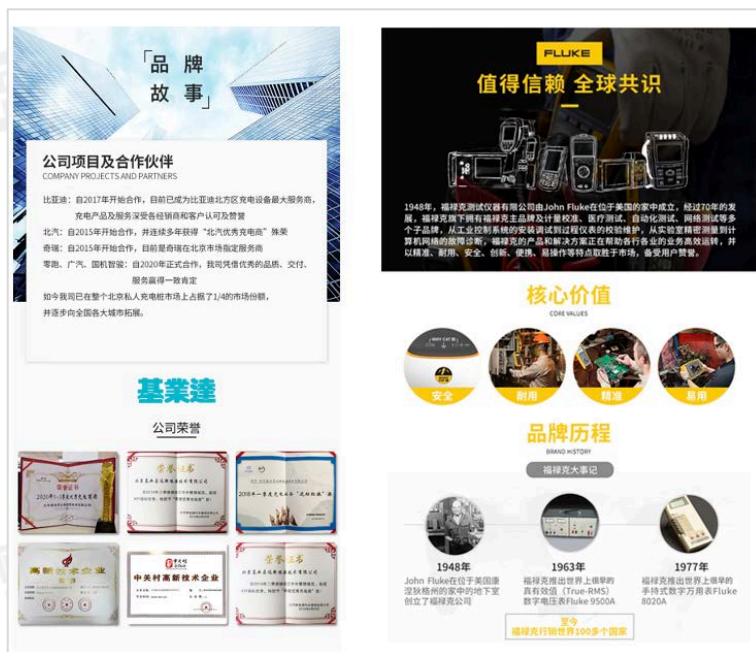 「品牌
故事」
公司项目及合作伙伴
COMPANY PROJECTS AND PARTNERS
比亚迪：自2017年开始合作，目前已成为比亚迪北方区充电设备最大服务商，
充电产品及服务深受各经销商和客户认可及赞誉
北汽：自2015年开始合作，并连续多年获得“北汽优秀充电商”殊荣
奇瑞：自2015年开始合作，目前是奇瑞在北京市场指定服务商
零跑、广汽、国机智骏：自2020年正式合作，我司凭借优秀的品质、交付、
服务赢得一致肯定
如今我司已在整个北京私人充电桩市场上占据了1/4的市场份额，
并逐步向全国各大城市拓展。
基業達
公司荣誉
荣誉证书
荣誉证书
高新技术企业
证书
中关村高新技术企业
荣誉证书
FLUKE
值得信赖 全球共识
1948年，福禄克测试仪器有限公司由John Fluke在位于美国的家中成立，经过70年的发
展，福禄克旗下拥有福禄克主品牌及计量校准、医疗测试、自动化测试、网络测试等多
个子品牌，从工业控制系统的安装调试到过程仪表的校验维护，从实验室精密测量到计
算机网络的故障诊断，福禄克的产品和解决方案正在帮助各行各业的业务高效运转，并
以精准、耐用、安全、创新、便携、易操作等特点取胜于市场，备受用户赞誉。
核心价值
CORE VALUES
安全
耐用
精准
易用
品牌历程
BRAND HISTORY
福禄克大事记
1948年
John Fluke在位于美国康
涅狄格州的家中的地下室
创立了福禄克公司
1963年
福禄克推出世界上很早的
真有效值（True-RMS）
数字电压表Fluke 9500A
1977年
福禄克推出世界上很早的
手持式数字万用表Fluke
8020A
至今
福禄克行销世界100多个国家